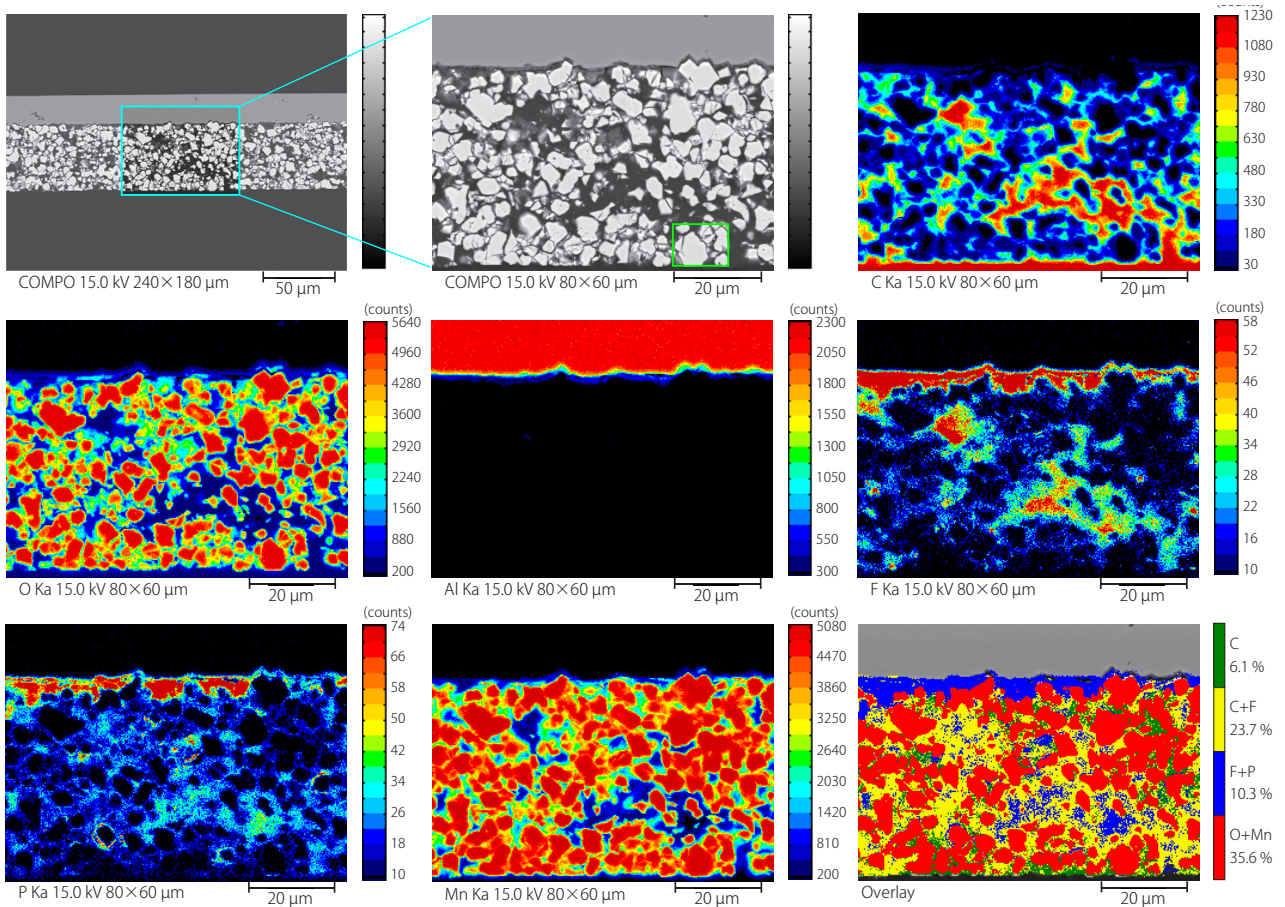 COMPO 15.0 kV 240×180 µm
50 µm
COMPO 15.0 kV 80×60 µm
20 µm
(counts)
1230
1080
930
780
630
480
330
180
30
C Ka 15.0 kV 80×60 µm
20 µm
(counts)
5640
4960
4280
3600
2920
2240
1560
880
200
O Ka 15.0 kV 80×60 µm
20 µm
(counts)
2300
2050
1800
1550
1300
1050
800
550
300
Al Ka 15.0 kV 80×60 µm
20 µm
(counts)
58
52
46
40
34
28
22
16
10
F Ka 15.0 kV 80×60 µm
20 µm
(counts)
74
66
58
50
42
34
26
18
10
P Ka 15.0 kV 80×60 µm
20 µm
(counts)
5080
4470
3860
3250
2640
2030
1420
810
200
Mn Ka 15.0 kV 80×60 µm
20 µm
C
6.1 %
C+F
23.7 %
F+P
10.3 %
O+Mn
35.6 %
Overlay
20 µm